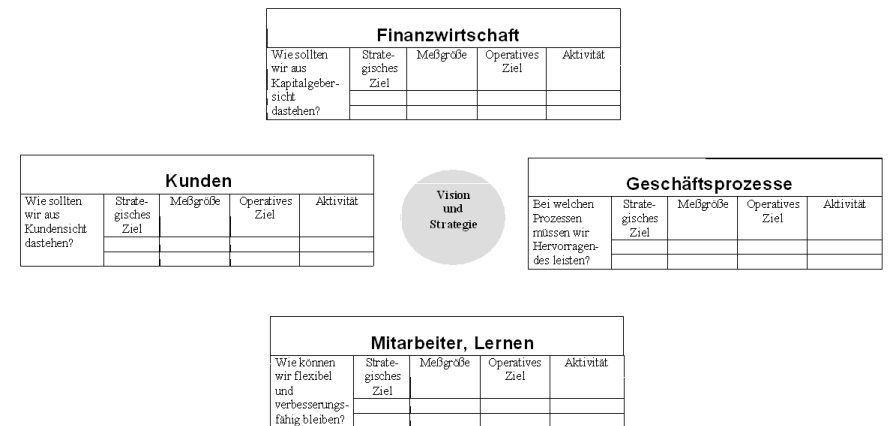 Finanzwirtschaft
Wie sollten
wir aus
Kapitalgeber-
sicht
dastehen?
Strate-
gisches
Ziel
Meßgröße
Operatives
Ziel
Aktivität
Kunden
Wie sollten
wir aus
Kundensicht
dastehen?
Strate-
gisches
Ziel
Meßgröße
Operatives
Ziel
Aktivität
Vision
und
Strategie
Geschäftsprozesse
Bei welchen
Prozessen
müssen wir
Hervorragen-
des leisten?
Strate-
gisches
Ziel
Meßgröße
Operatives
Ziel
Aktivität
Mitarbeiter, Lernen
Wie können
wir flexibel
und
verbesserungs-
fähig bleiben?
Strate-
gisches
Ziel
Meßgröße
Operatives
Ziel
Aktivität